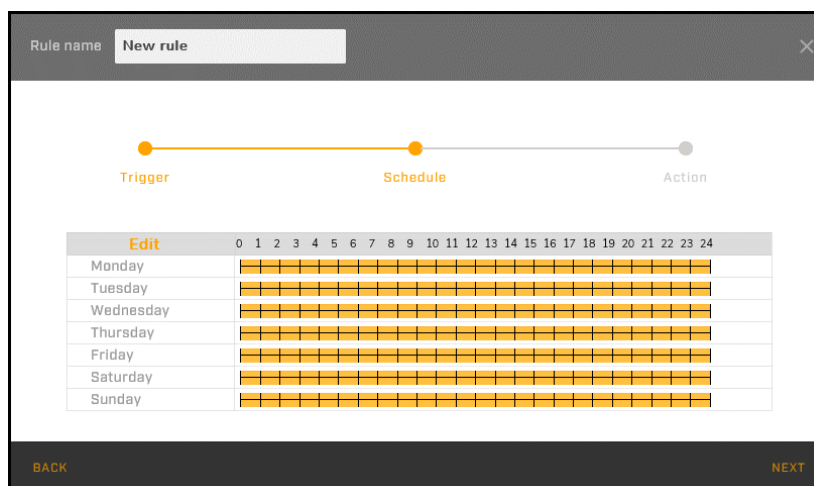 Rule name New rule
Trigger Schedule Action
Edit 0 1 2 3 4 5 6 7 8 9 10 11 12 13 14 15 16 17 18 19 20 21 22 23 24
Monday
Tuesday
Wednesday
Thursday
Friday
Saturday
Sunday
BACK NEXT